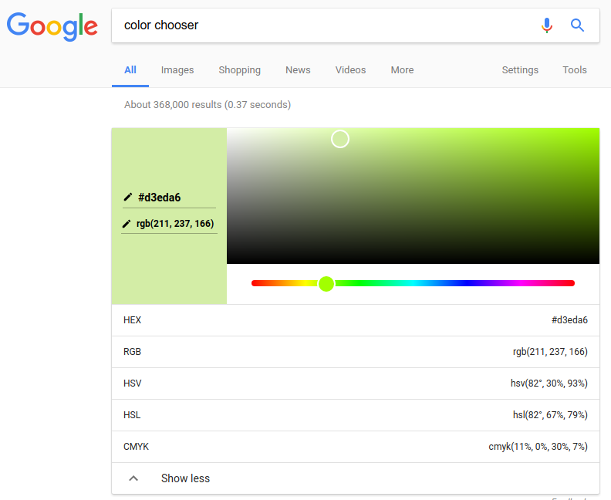 Google
color chooser
All Images Shopping News Videos More Settings Tools
About 368,000 results (0.37 seconds)
#d3eda6
rgb(211, 237, 166)
HEX #d3eda6
RGB rgb(211, 237, 166)
HSV hsv(82°, 30%, 93%)
HSL hsl(82°, 67%, 79%)
CMYK cmyk(11%, 0%, 30%, 7%)
Show less